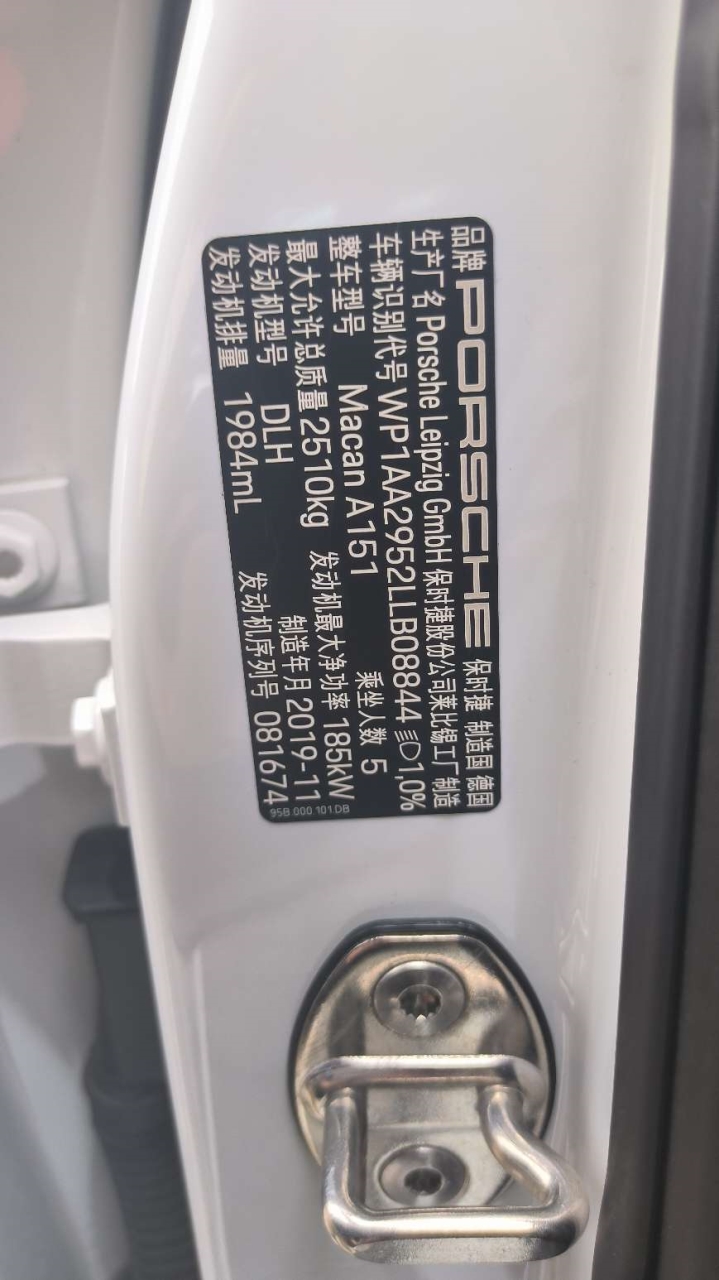 品牌 PORSCHE 保时捷 制造国 德国
生产厂名 Porsche Leipzig GmbH 保时捷股份公司莱比锡工厂 制造
车辆识别代号 WP1AA2952LLB08844 1,0%
整车型号 Macan A151 乘坐人数 5
最大允许总质量 2510kg 发动机最大净功率 185kW
发动机型号 DLH 制造年月 2019-11
发动机排量 1984mL 发动机序列号 081674
95B.000.101.DB